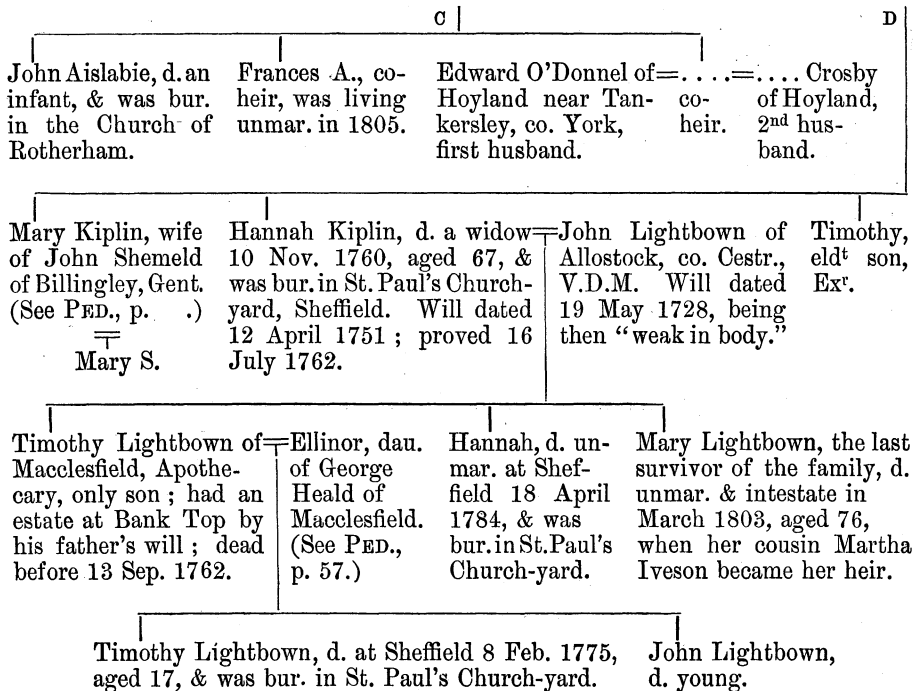 C D
John Aislabie, d. an
infant, & was bur.
in the Church of
Rotherham.
Frances A., co-
heir, was living
unmar. in 1805.
Edward O'Donnel of
Hoyland near Tan-
kersley, co. York,
first husband.
=....=
co-
heir.
.... Crosby
of Hoyland,
2nd hus-
band.
Mary Kiplin, wife
of John Shemeld
of Billingley, Gent.
(See PED., p. .)
=
Mary S.
Hannah Kiplin, d. a widow=
10 Nov. 1760, aged 67, &
was bur. in St. Paul's Church-
yard, Sheffield. Will dated
12 April 1751 ; proved 16
July 1762.
John Lightbown of
Allostock, co. Cestr.,
V.D.M. Will dated
19 May 1728, being
then "weak in body."
Timothy,
eldt son,
Exr.
Timothy Lightbown of=
Macclesfield, Apothe-
cary, only son ; had an
estate at Bank Top by
his father's will ; dead
before 13 Sep. 1762.
Ellinor, dau.
of George
Heald of
Macclesfield.
(See PED.,
p. 57.)
Hannah, d. un-
mar. at Shef-
field 18 April
1784, & was
bur. in St. Paul's
Church-yard.
Mary Lightbown, the last
survivor of the family, d.
unmar. & intestate in
March 1803, aged 76,
when her cousin Martha
Iveson became her heir.
Timothy Lightbown, d. at Sheffield 8 Feb. 1775,
aged 17, & was bur. in St. Paul's Church-yard.
John Lightbown,
d. young.